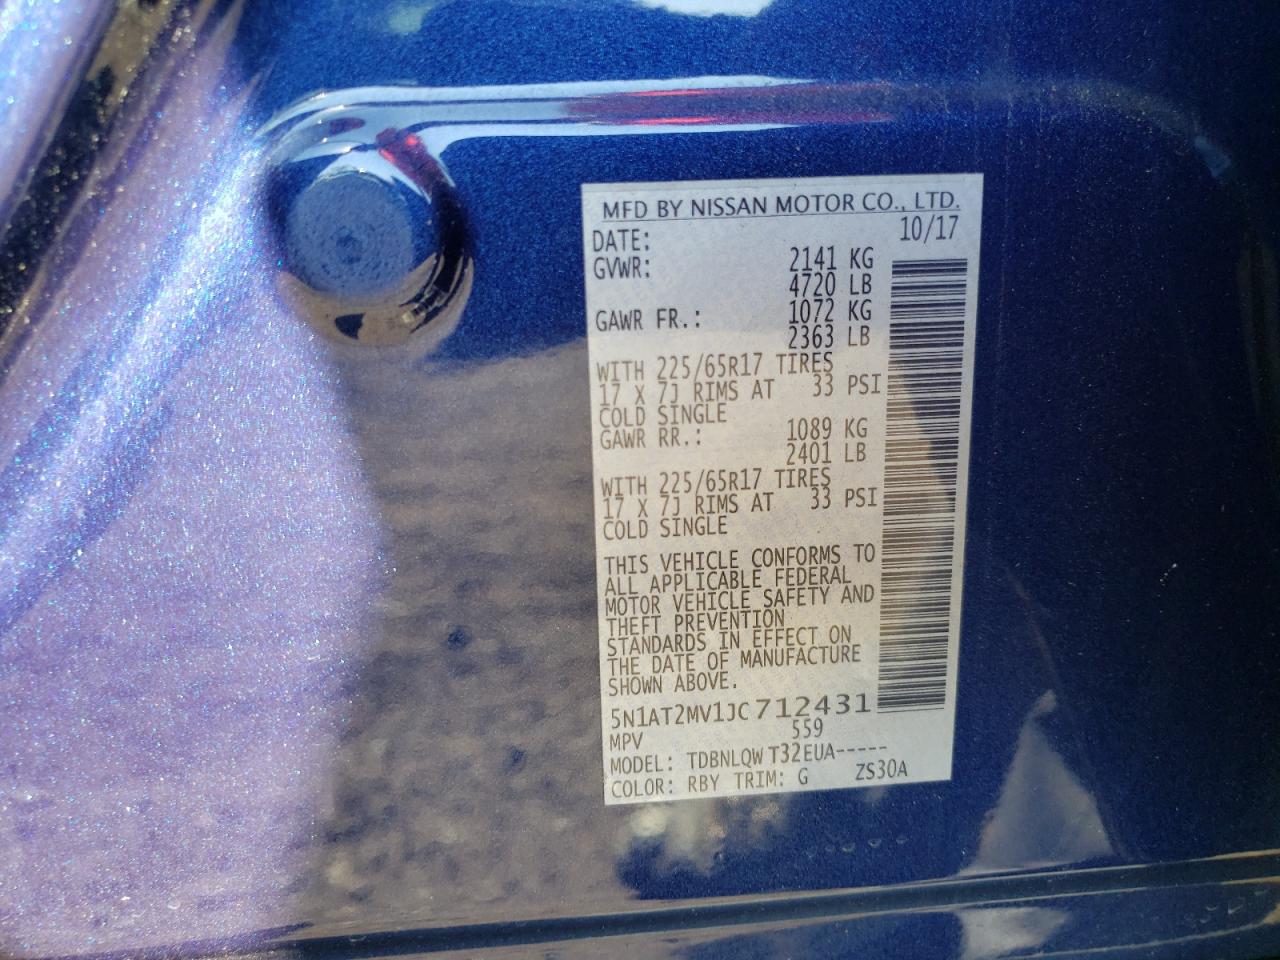 MFD BY NISSAN MOTOR CO., LTD.
DATE: 10/17
GVWR: 2141 KG
4720 LB
GAWR FR.: 1072 KG
2363 LB
WITH 225/65R17 TIRES
17 X 7J RIMS AT 33 PSI
COLD SINGLE
GAWR RR.: 1089 KG
2401 LB
WITH 225/65R17 TIRES
17 X 7J RIMS AT 33 PSI
COLD SINGLE
THIS VEHICLE CONFORMS TO
ALL APPLICABLE FEDERAL
MOTOR VEHICLE SAFETY AND
THEFT PREVENTION
STANDARDS IN EFFECT ON
THE DATE OF MANUFACTURE
SHOWN ABOVE.
5N1AT2MV1JC712431
MPV 559
MODEL: TDBNLQW T32EUA-----
COLOR: RBY TRIM: G ZS30A